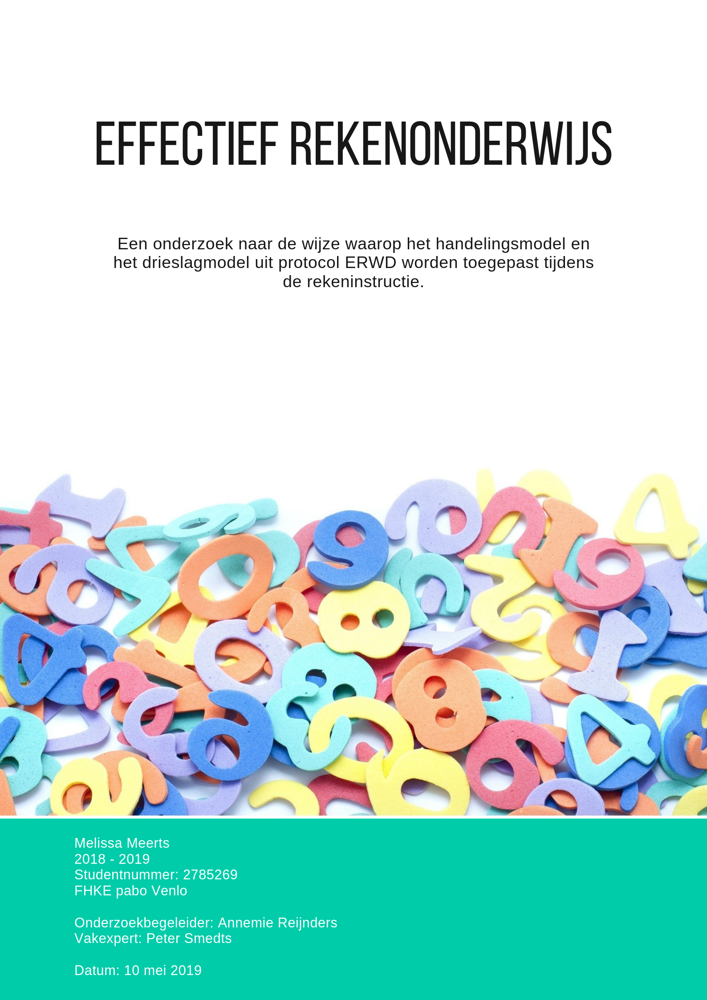 EFFECTIEF REKENONDERWIJS
Een onderzoek naar de wijze waarop het handelingsmodel en
het drieslagmodel uit protocol ERWD worden toegepast tijdens
de rekeninstructie.
Melissa Meerts
2018 - 2019
Studentnummer: 2785269
FHKE pabo Venlo
Onderzoekbegeleider: Annemie Reijnders
Vakexpert: Peter Smedts
Datum: 10 mei 2019